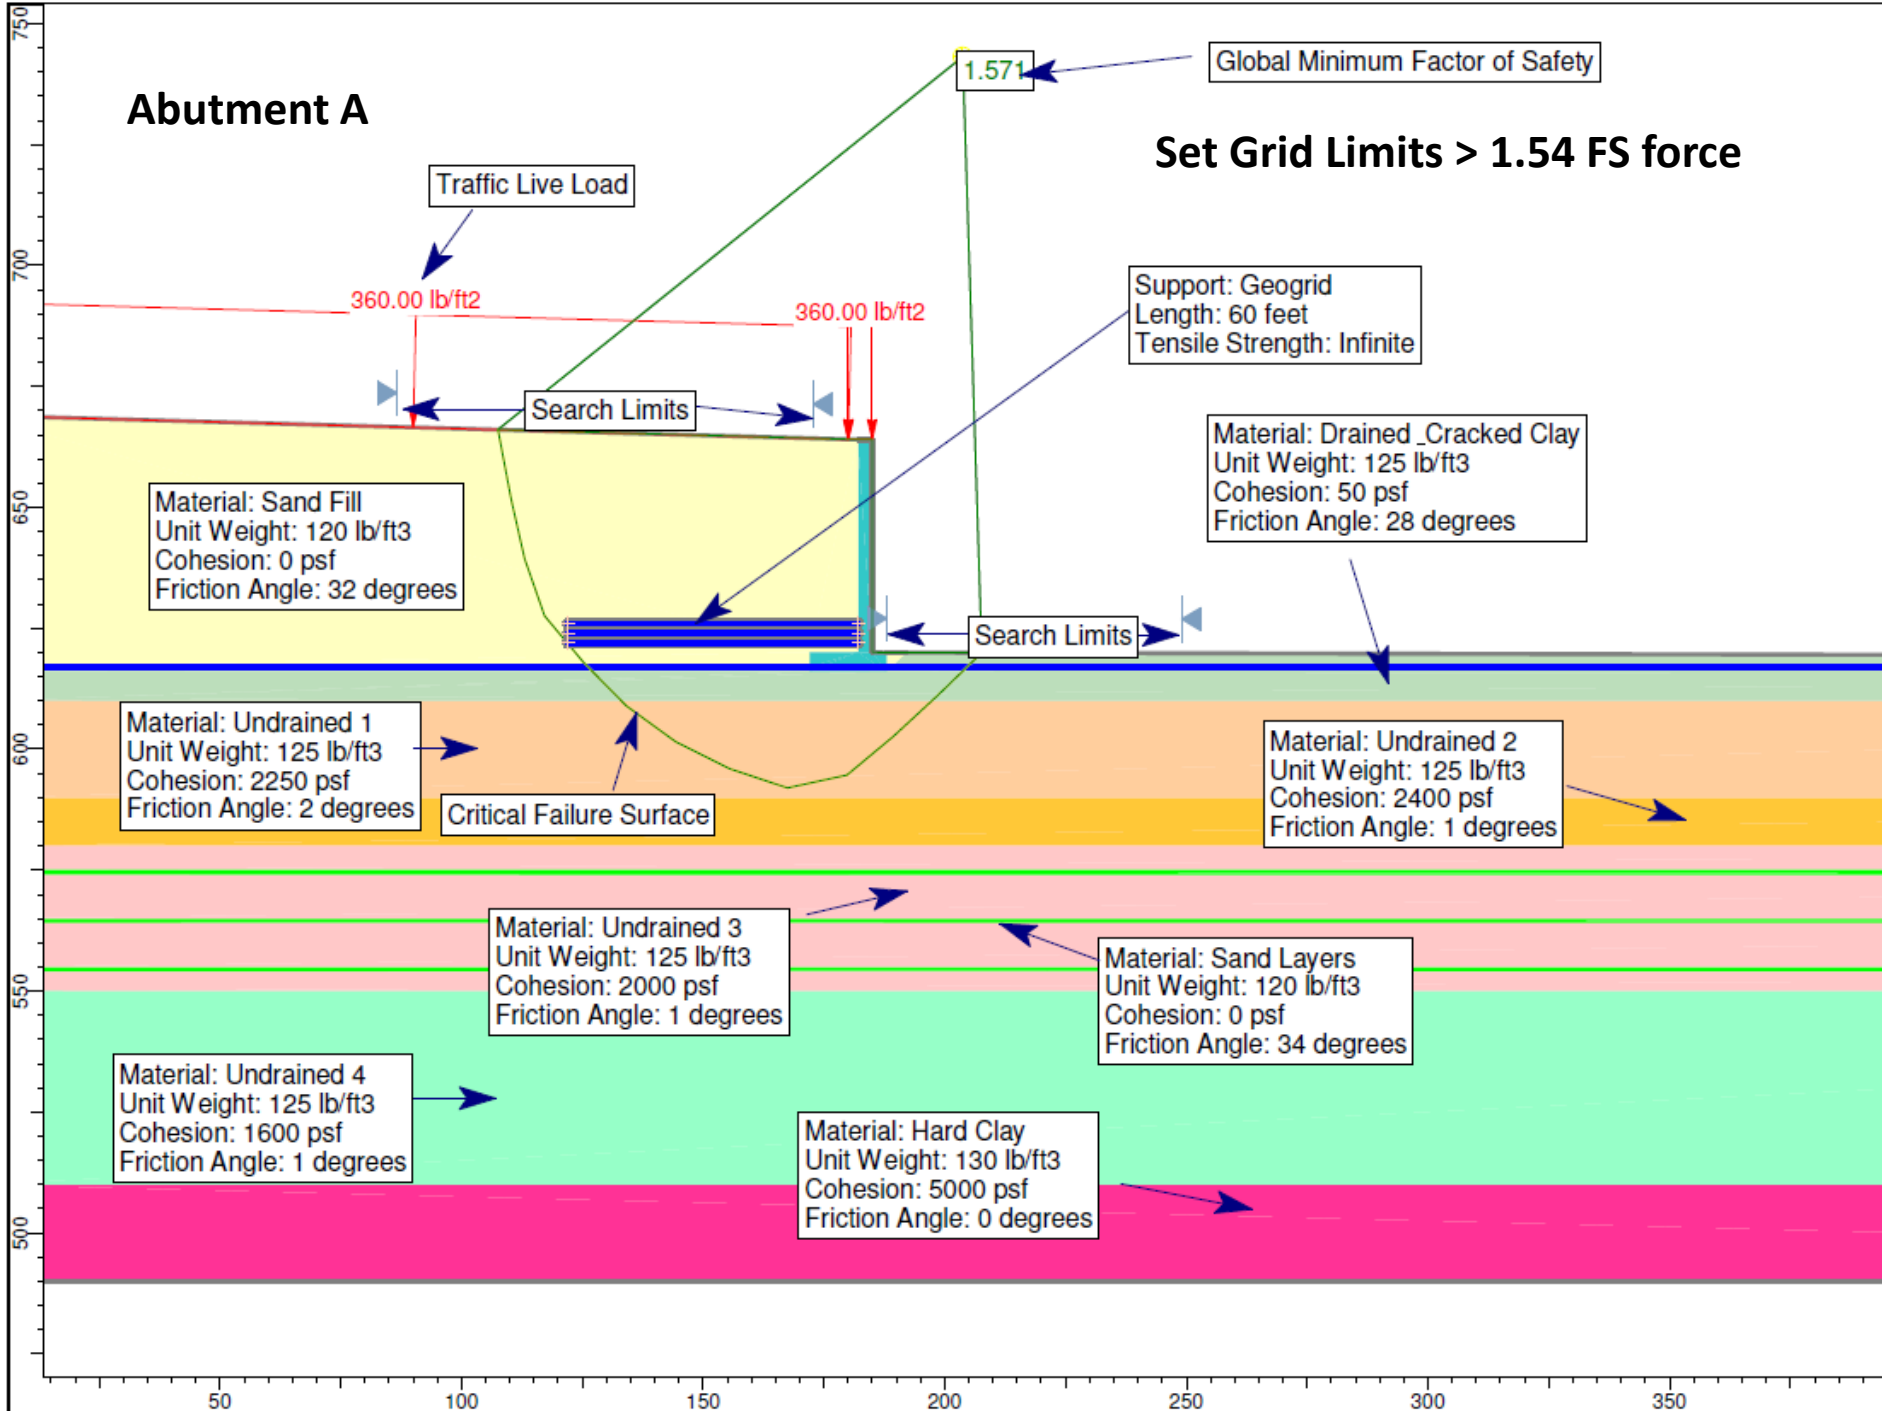 750
1.571
Global Minimum Factor of Safety
Abutment A
Set Grid Limits > 1.54 FS force
Traffic Live Load
700
360.00 lb/ft2
360.00 lb/ft2
Support: Geogrid
Length: 60 feet
Tensile Strength: Infinite
Search Limits
Material: Drained _Cracked Clay
Unit Weight: 125 lb/ft3
Cohesion: 50 psf
Friction Angle: 28 degrees
650
Material: Sand Fill
Unit Weight: 120 lb/ft3
Cohesion: 0 psf
Friction Angle: 32 degrees
Search Limits
600
Material: Undrained 1
Unit Weight: 125 lb/ft3
Cohesion: 2250 psf
Friction Angle: 2 degrees
Critical Failure Surface
Material: Undrained 2
Unit Weight: 125 lb/ft3
Cohesion: 2400 psf
Friction Angle: 1 degrees
Material: Undrained 3
Unit Weight: 125 lb/ft3
Cohesion: 2000 psf
Friction Angle: 1 degrees
Material: Sand Layers
Unit Weight: 120 lb/ft3
Cohesion: 0 psf
Friction Angle: 34 degrees
550
Material: Undrained 4
Unit Weight: 125 lb/ft3
Cohesion: 1600 psf
Friction Angle: 1 degrees
Material: Hard Clay
Unit Weight: 130 lb/ft3
Cohesion: 5000 psf
Friction Angle: 0 degrees
500
50 100 150 200 250 300 350